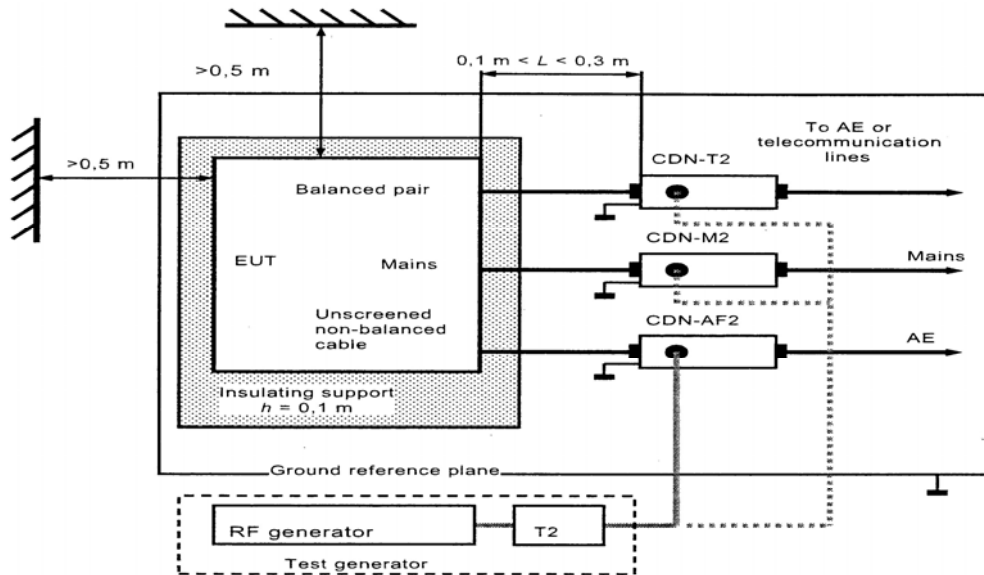 >0,5 m
0,1 m < L < 0,3 m
>0,5 m
To AE or
telecommunication
lines
CDN-T2
Balanced pair
CDN-M2
EUT
Mains
Mains
Unscreened
non-balanced
cable
CDN-AF2
AE
Insulating support
h = 0,1 m
Ground reference plane
RF generator
T2
Test generator